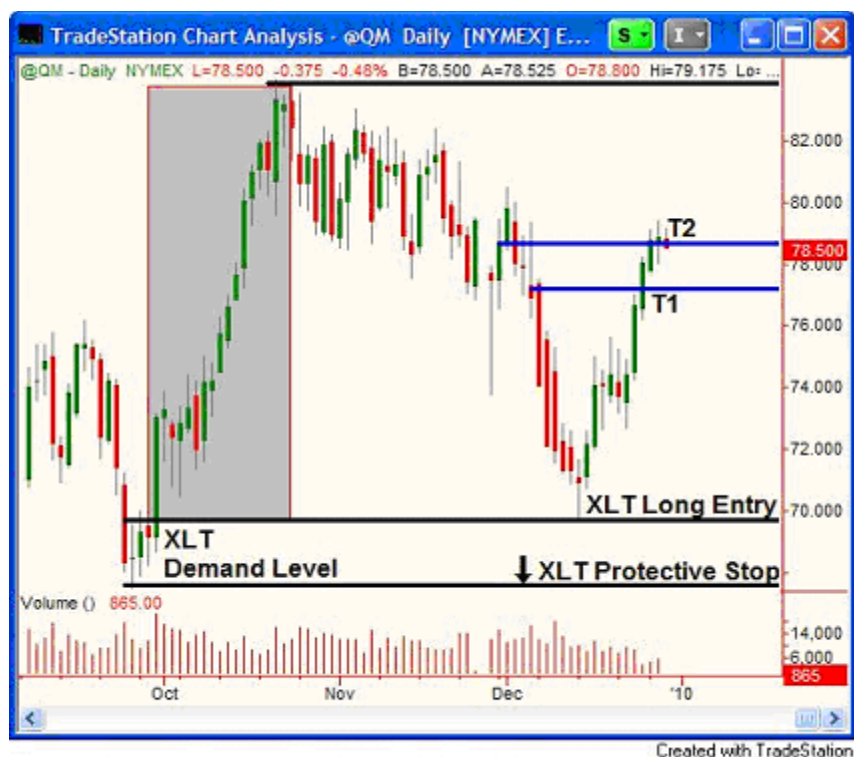 TradeStation Chart Analysis - @QM Daily [NYMEX] E... S I
@QM - Daily NYMEX L=78.500 -0.375 -0.48% B=78.500 A=78.525 O=78.800 Hi=79.175 Lo= ...
82.000
80.000
T2
78.500
78.000
T1
76.000
74.000
72.000
XLT Long Entry
70.000
XLT
Demand Level
XLT Protective Stop
Volume () 865.00
14,000
6,000
865
Oct Nov Dec '10
Created with TradeStation